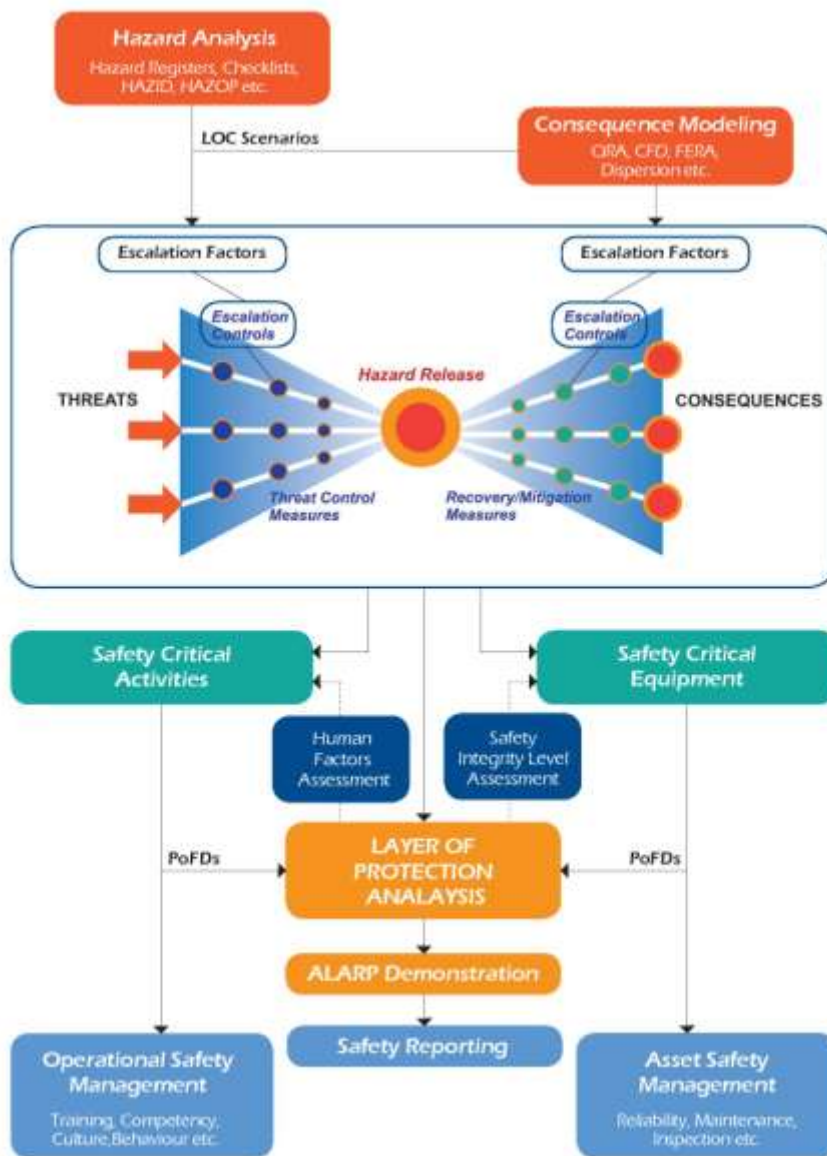 Hazard Analysis
Hazard Registers, Checklists,
HAZID, HAZOP etc.
LOC Scenarios
Consequence Modeling
QRA, CFD, FERA,
Dispersion etc.
Escalation Factors
Escalation Factors
Escalation
Controls
Escalation
Controls
Hazard Release
THREATS
CONSEQUENCES
Threat Control
Measures
Recovery/Mitigation
Measures
Safety Critical
Activities
Safety Critical
Equipment
Human
Factors
Assessment
Safety
Integrity Level
Assessment
PoFDs
LAYER OF
PROTECTION
ANALAYSIS
PoFDs
ALARP Demonstration
Safety Reporting
Operational Safety
Management
Training, Competency,
Culture,Behaviour etc.
Asset Safety
Management
Reliability, Maintenance,
Inspection etc.